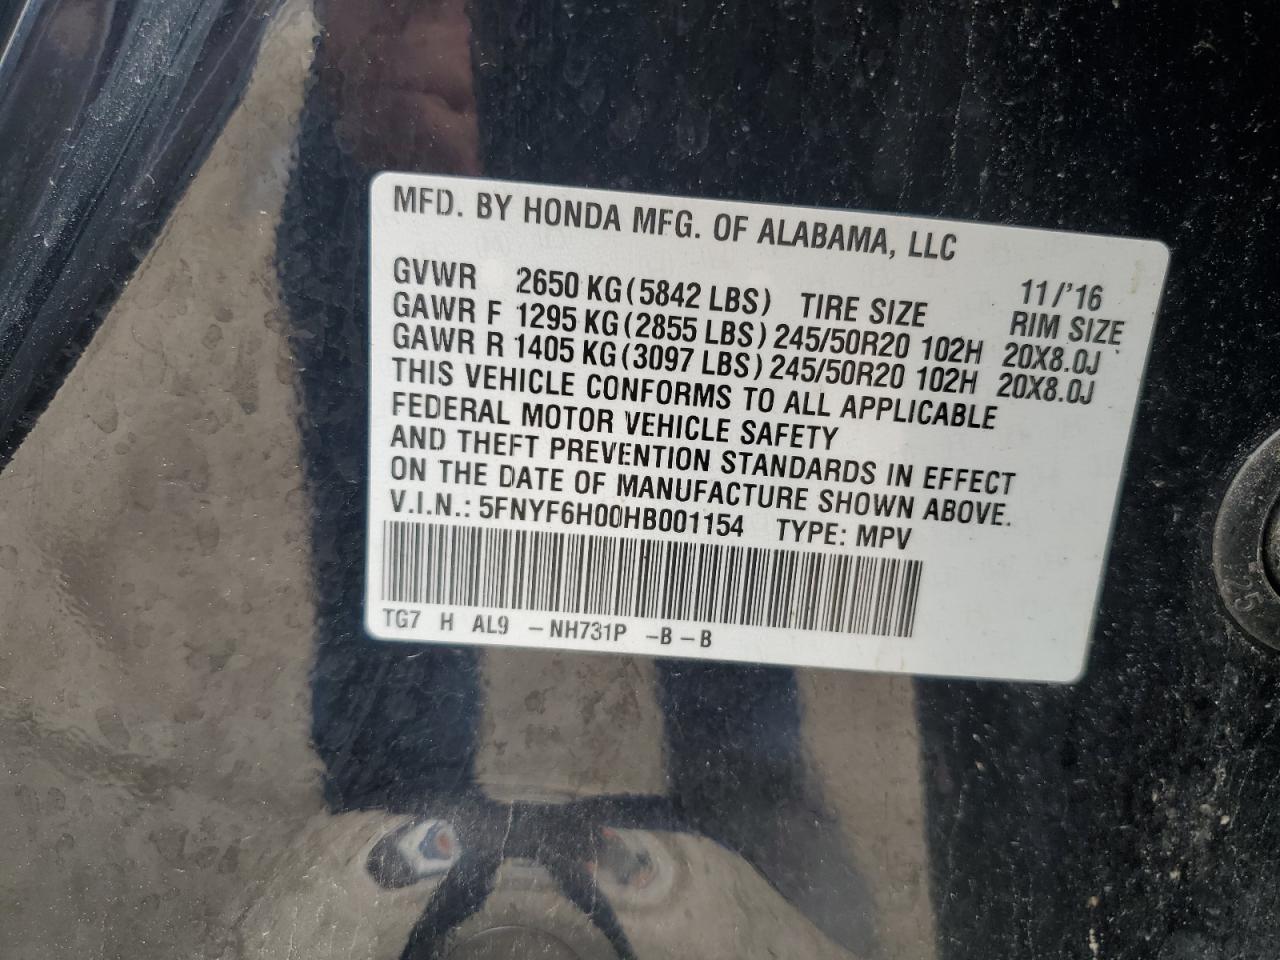 MFD. BY HONDA MFG. OF ALABAMA, LLC
11/'16
GVWR 2650 KG(5842 LBS) TIRE SIZE RIM SIZE
GAWR F 1295 KG(2855 LBS) 245/50R20 102H 20X8.0J
GAWR R 1405 KG(3097 LBS) 245/50R20 102H 20X8.0J
THIS VEHICLE CONFORMS TO ALL APPLICABLE
FEDERAL MOTOR VEHICLE SAFETY
AND THEFT PREVENTION STANDARDS IN EFFECT
ON THE DATE OF MANUFACTURE SHOWN ABOVE.
V.I.N.: 5FNYF6H00HB001154 TYPE: MPV
TG7 H AL9 -NH731P -B-B
25